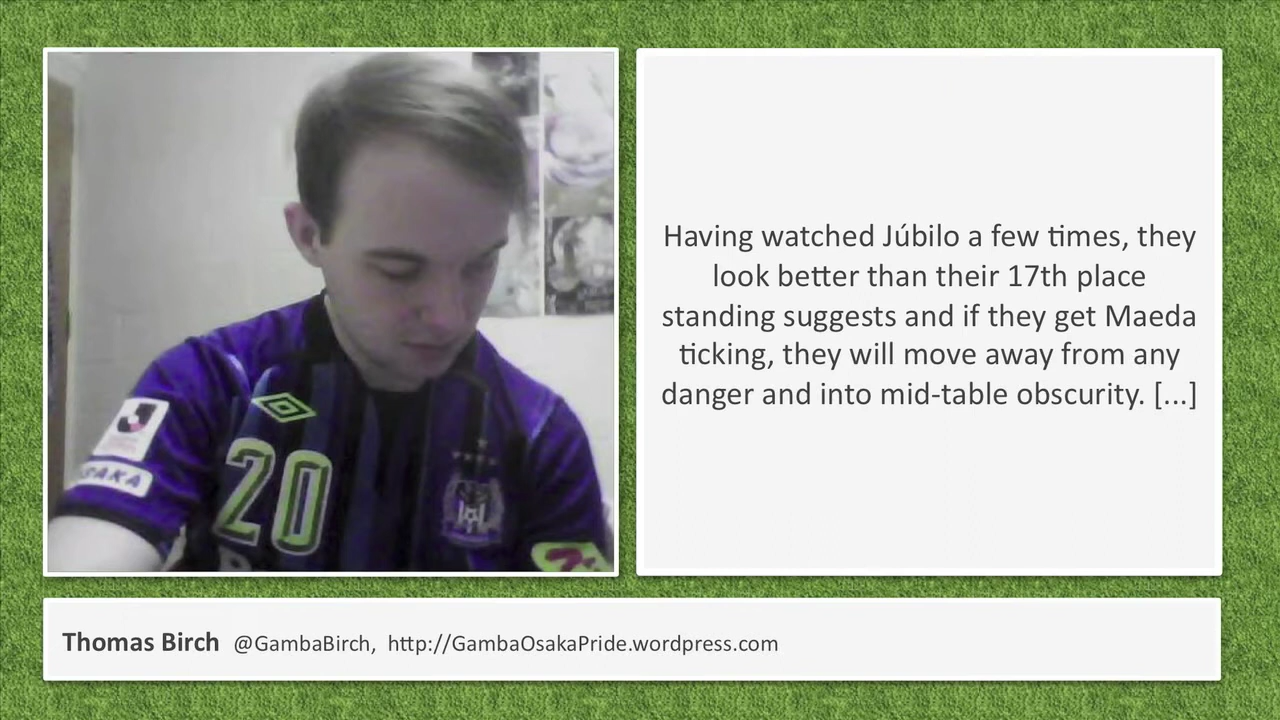 Having watched Júbilo a few times, they
look better than their 17th place
standing suggests and if they get Maeda
ticking, they will move away from any
danger and into mid-table obscurity. [...]
20
Thomas Birch @GambaBirch, http://GambaOsakaPride.wordpress.com